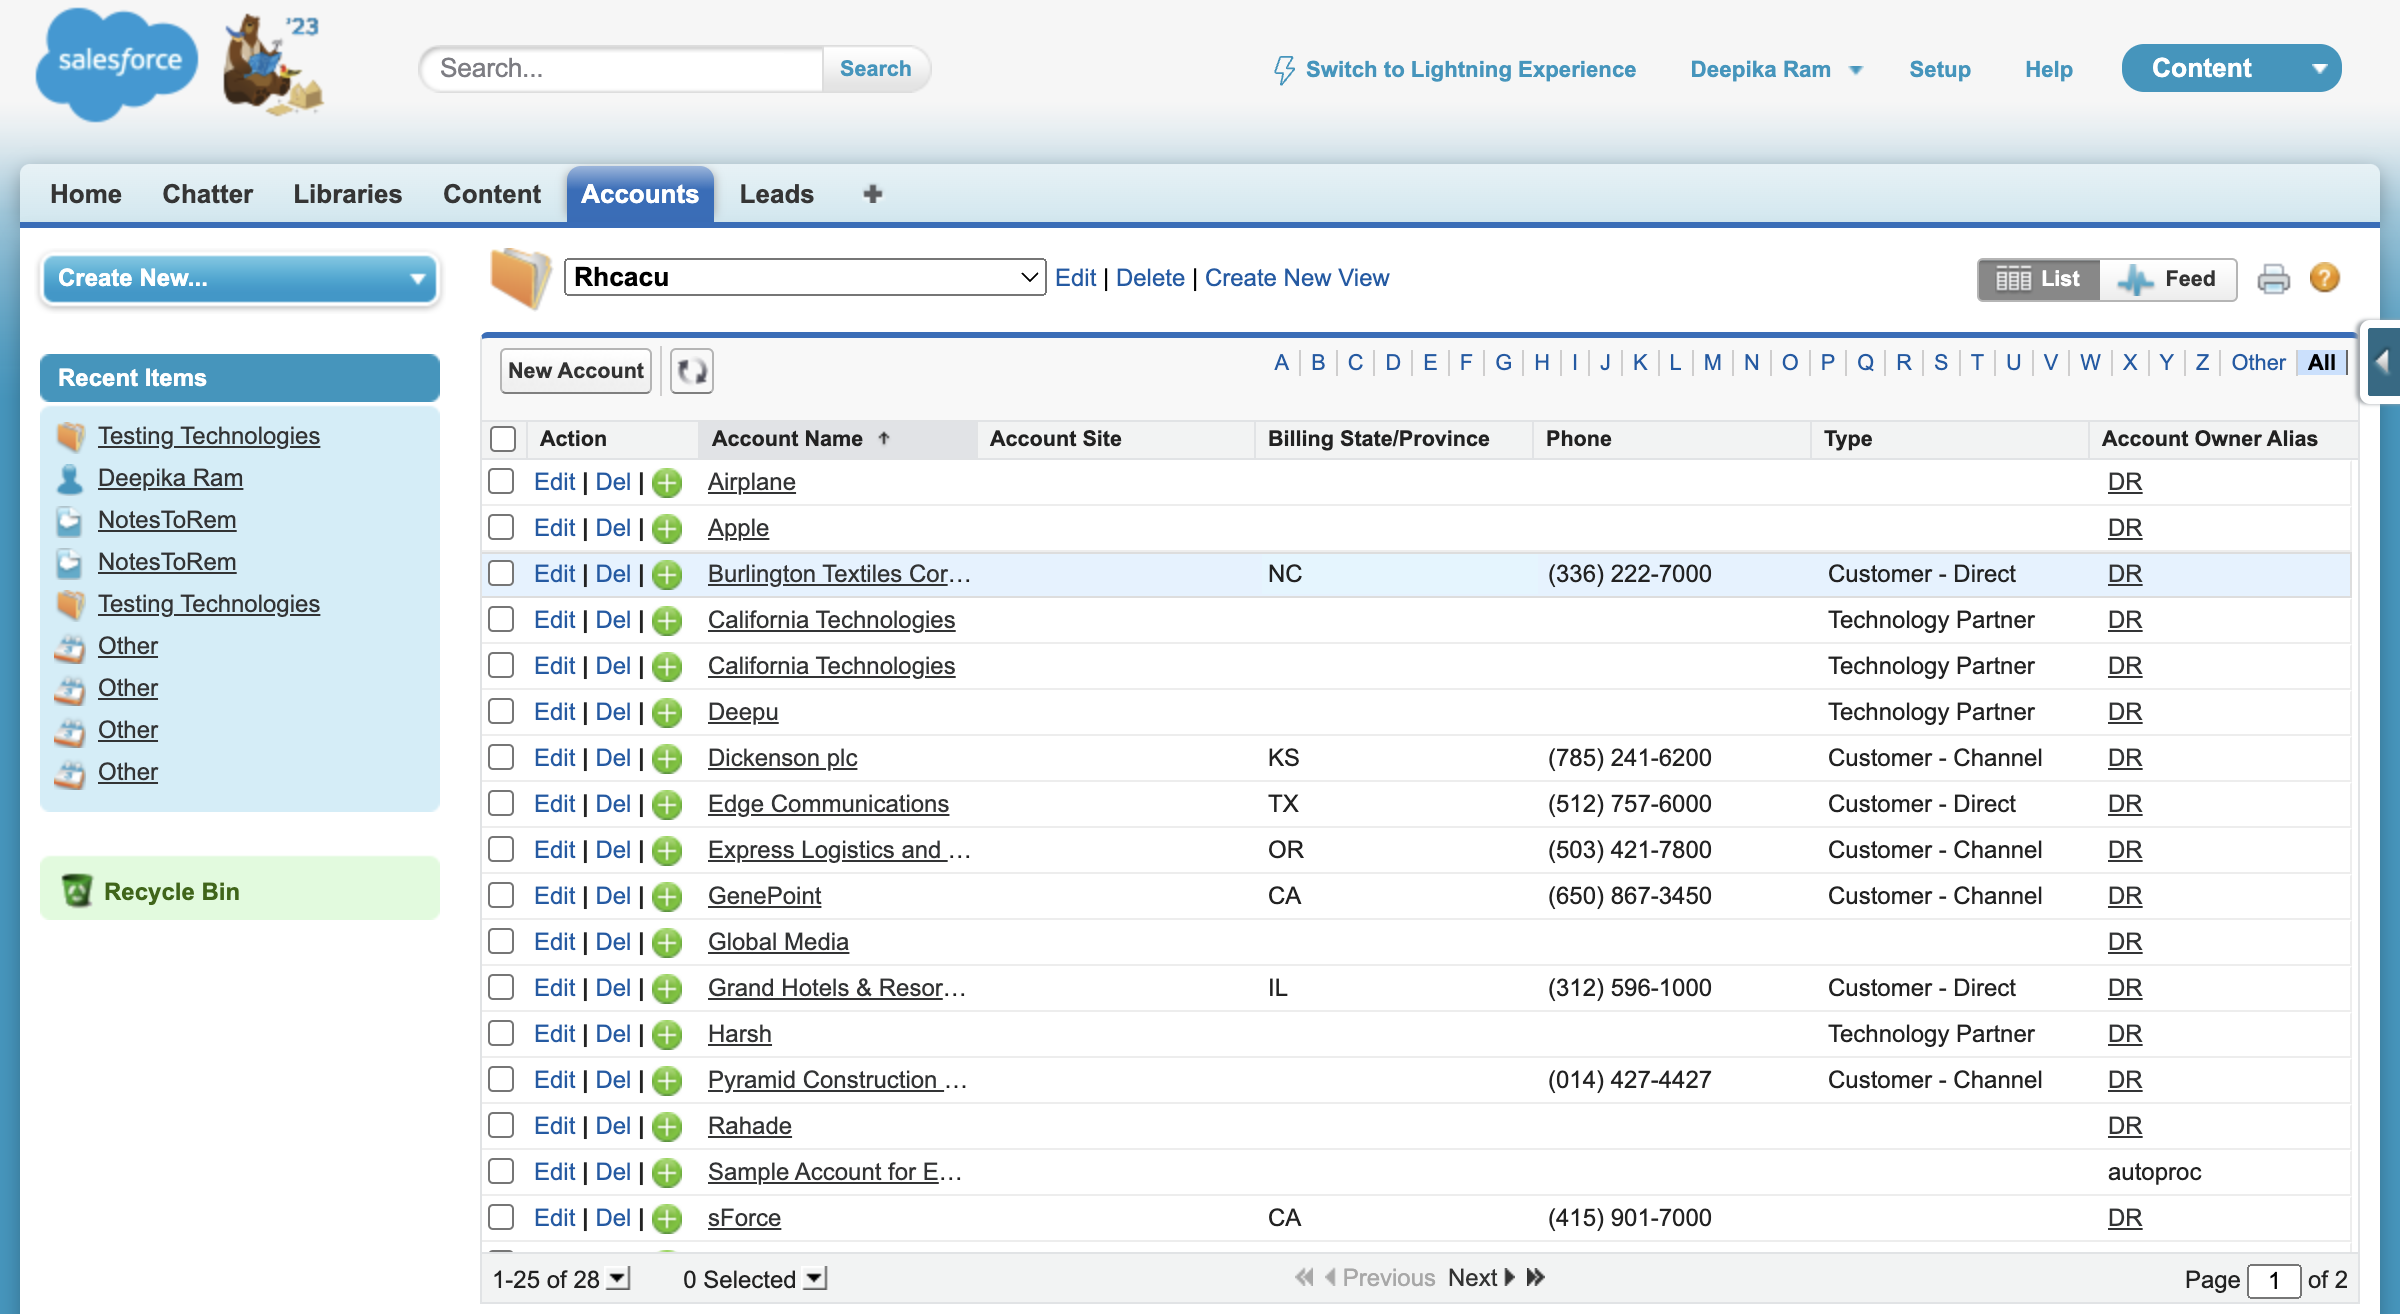 salesforce '23
Search... Search Switch to Lightning Experience Deepika Ram Setup Help Content
Home Chatter Libraries Content Accounts Leads
Create New...
Recent Items
Testing Technologies
Deepika Ram
NotesToRem
NotesToRem
Testing Technologies
Other
Other
Other
Other
Recycle Bin
Rhcacu Edit | Delete | Create New View List Feed ?
New Account A | B | C | D | E | F | G | H | I | J | K | L | M | N | O | P | Q | R | S | T | U | V | W | X | Y | Z | Other | All
Action Account Name ↑ Account Site Billing State/Province Phone Type Account Owner Alias
Edit | Del | Airplane DR
Edit | Del | Apple DR
Edit | Del | Burlington Textiles Cor... NC (336) 222-7000 Customer - Direct DR
Edit | Del | California Technologies Technology Partner DR
Edit | Del | California Technologies Technology Partner DR
Edit | Del | Deepu Technology Partner DR
Edit | Del | Dickenson plc KS (785) 241-6200 Customer - Channel DR
Edit | Del | Edge Communications TX (512) 757-6000 Customer - Direct DR
Edit | Del | Express Logistics and ... OR (503) 421-7800 Customer - Channel DR
Edit | Del | GenePoint CA (650) 867-3450 Customer - Channel DR
Edit | Del | Global Media DR
Edit | Del | Grand Hotels & Resor... IL (312) 596-1000 Customer - Direct DR
Edit | Del | Harsh Technology Partner DR
Edit | Del | Pyramid Construction ... (014) 427-4427 Customer - Channel DR
Edit | Del | Rahade DR
Edit | Del | Sample Account for E... autoproc
Edit | Del | sForce CA (415) 901-7000 DR
1-25 of 28 0 Selected Previous Next Page 1 of 2